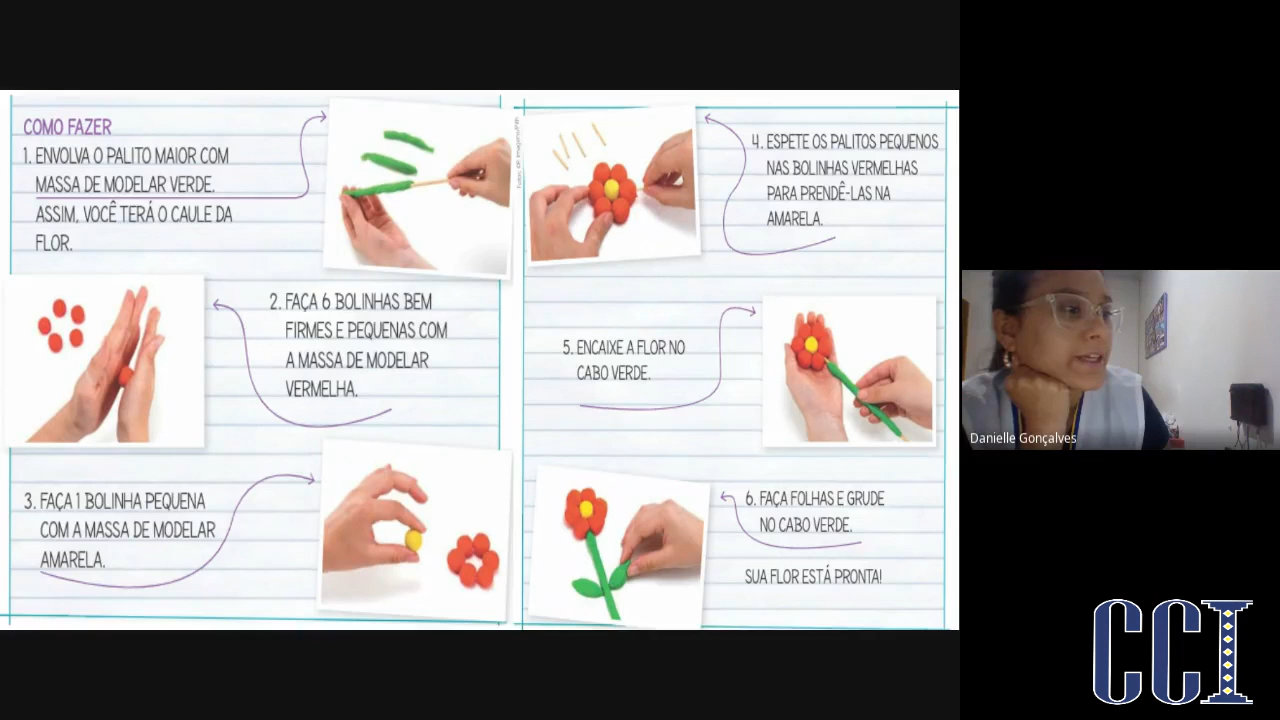 COMO FAZER
1. ENVOLVA O PALITO MAIOR COM
MASSA DE MODELAR VERDE.
ASSIM, VOCÊ TERÁ O CAULE DA
FLOR.
2. FAÇA 6 BOLINHAS BEM
FIRMES E PEQUENAS COM
A MASSA DE MODELAR
VERMELHA.
3. FAÇA 1 BOLINHA PEQUENA
COM A MASSA DE MODELAR
AMARELA.
4. ESPETE OS PALITOS PEQUENOS
NAS BOLINHAS VERMELHAS
PARA PRENDÊ-LAS NA
AMARELA.
5. ENCAIXE A FLOR NO
CABO VERDE.
6. FAÇA FOLHAS E GRUDE
NO CABO VERDE.
SUA FLOR ESTÁ PRONTA!
Danielle Gonçalves
CCI